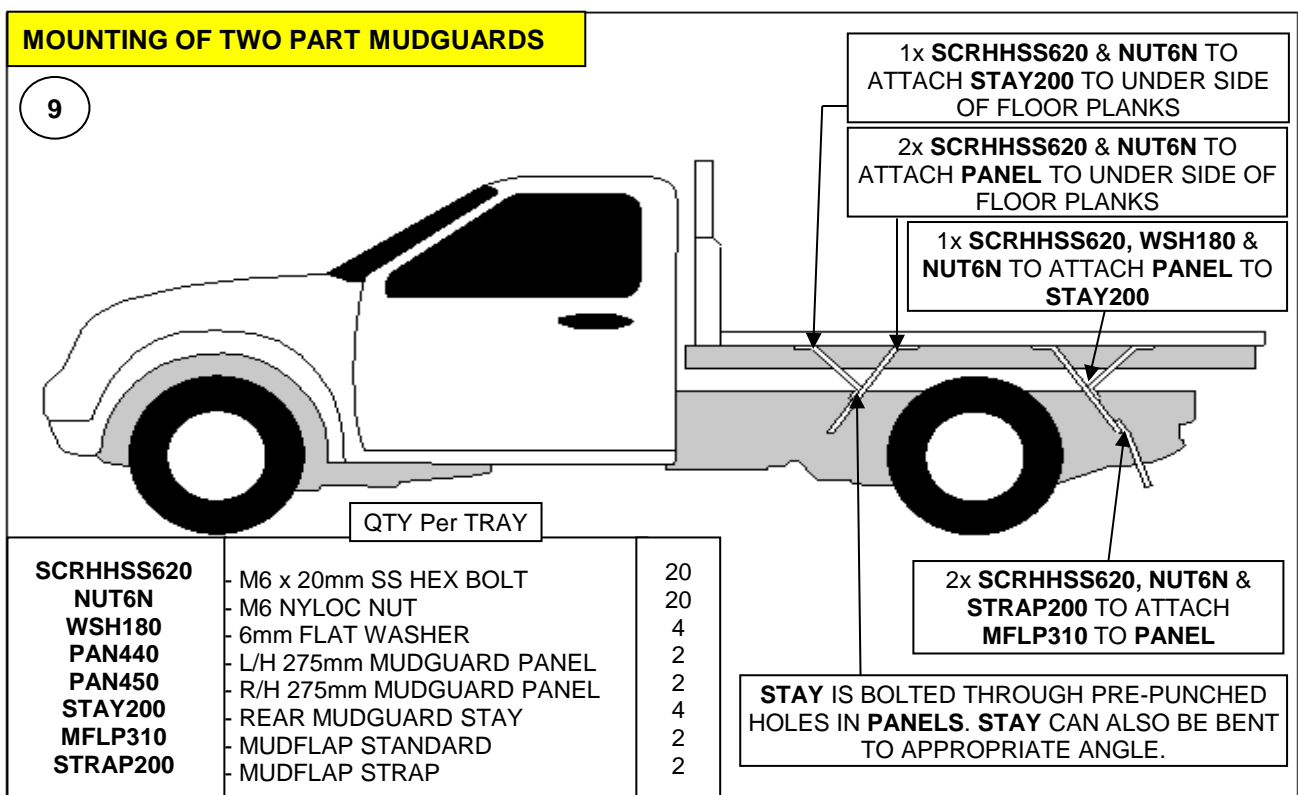 MOUNTING OF TWO PART MUDGUARDS
9
1x SCRHHSS620 & NUT6N TO
ATTACH STAY200 TO UNDER SIDE
OF FLOOR PLANKS
2x SCRHHSS620 & NUT6N TO
ATTACH PANEL TO UNDER SIDE OF
FLOOR PLANKS
1x SCRHHSS620, WSH180 &
NUT6N TO ATTACH PANEL TO
STAY200
QTY Per TRAY
SCRHHSS620 - M6 x 20mm SS HEX BOLT 20
NUT6N - M6 NYLOC NUT 20
WSH180 - 6mm FLAT WASHER 4
PAN440 - L/H 275mm MUDGUARD PANEL 2
PAN450 - R/H 275mm MUDGUARD PANEL 2
STAY200 - REAR MUDGUARD STAY 4
MFLP310 - MUDFLAP STANDARD 2
STRAP200 - MUDFLAP STRAP 2
2x SCRHHSS620, NUT6N &
STRAP200 TO ATTACH
MFLP310 TO PANEL
STAY IS BOLTED THROUGH PRE-PUNCHED
HOLES IN PANELS. STAY CAN ALSO BE BENT
TO APPROPRIATE ANGLE.